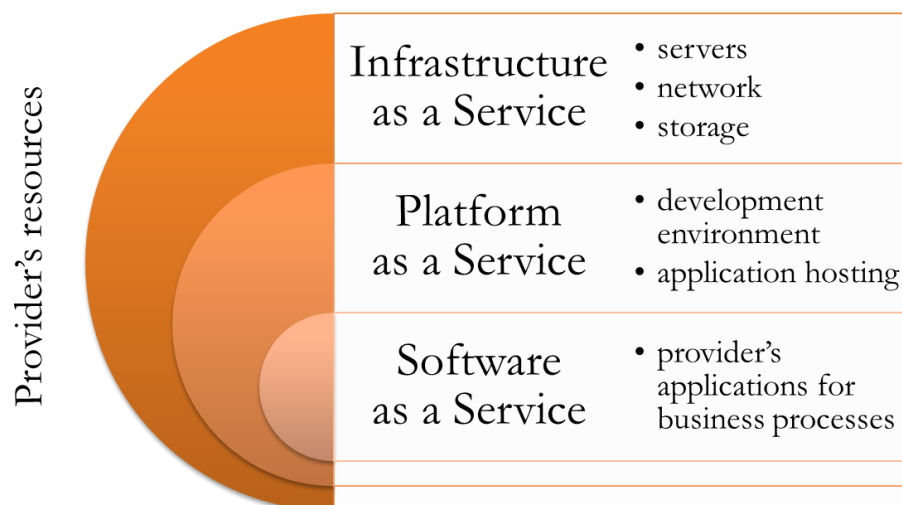 Provider’s resources
Infrastructure
as a Service
• servers
• network
• storage
Platform
as a Service
• development
environment
• application hosting
Software
as a Service
• provider’s
applications for
business processes